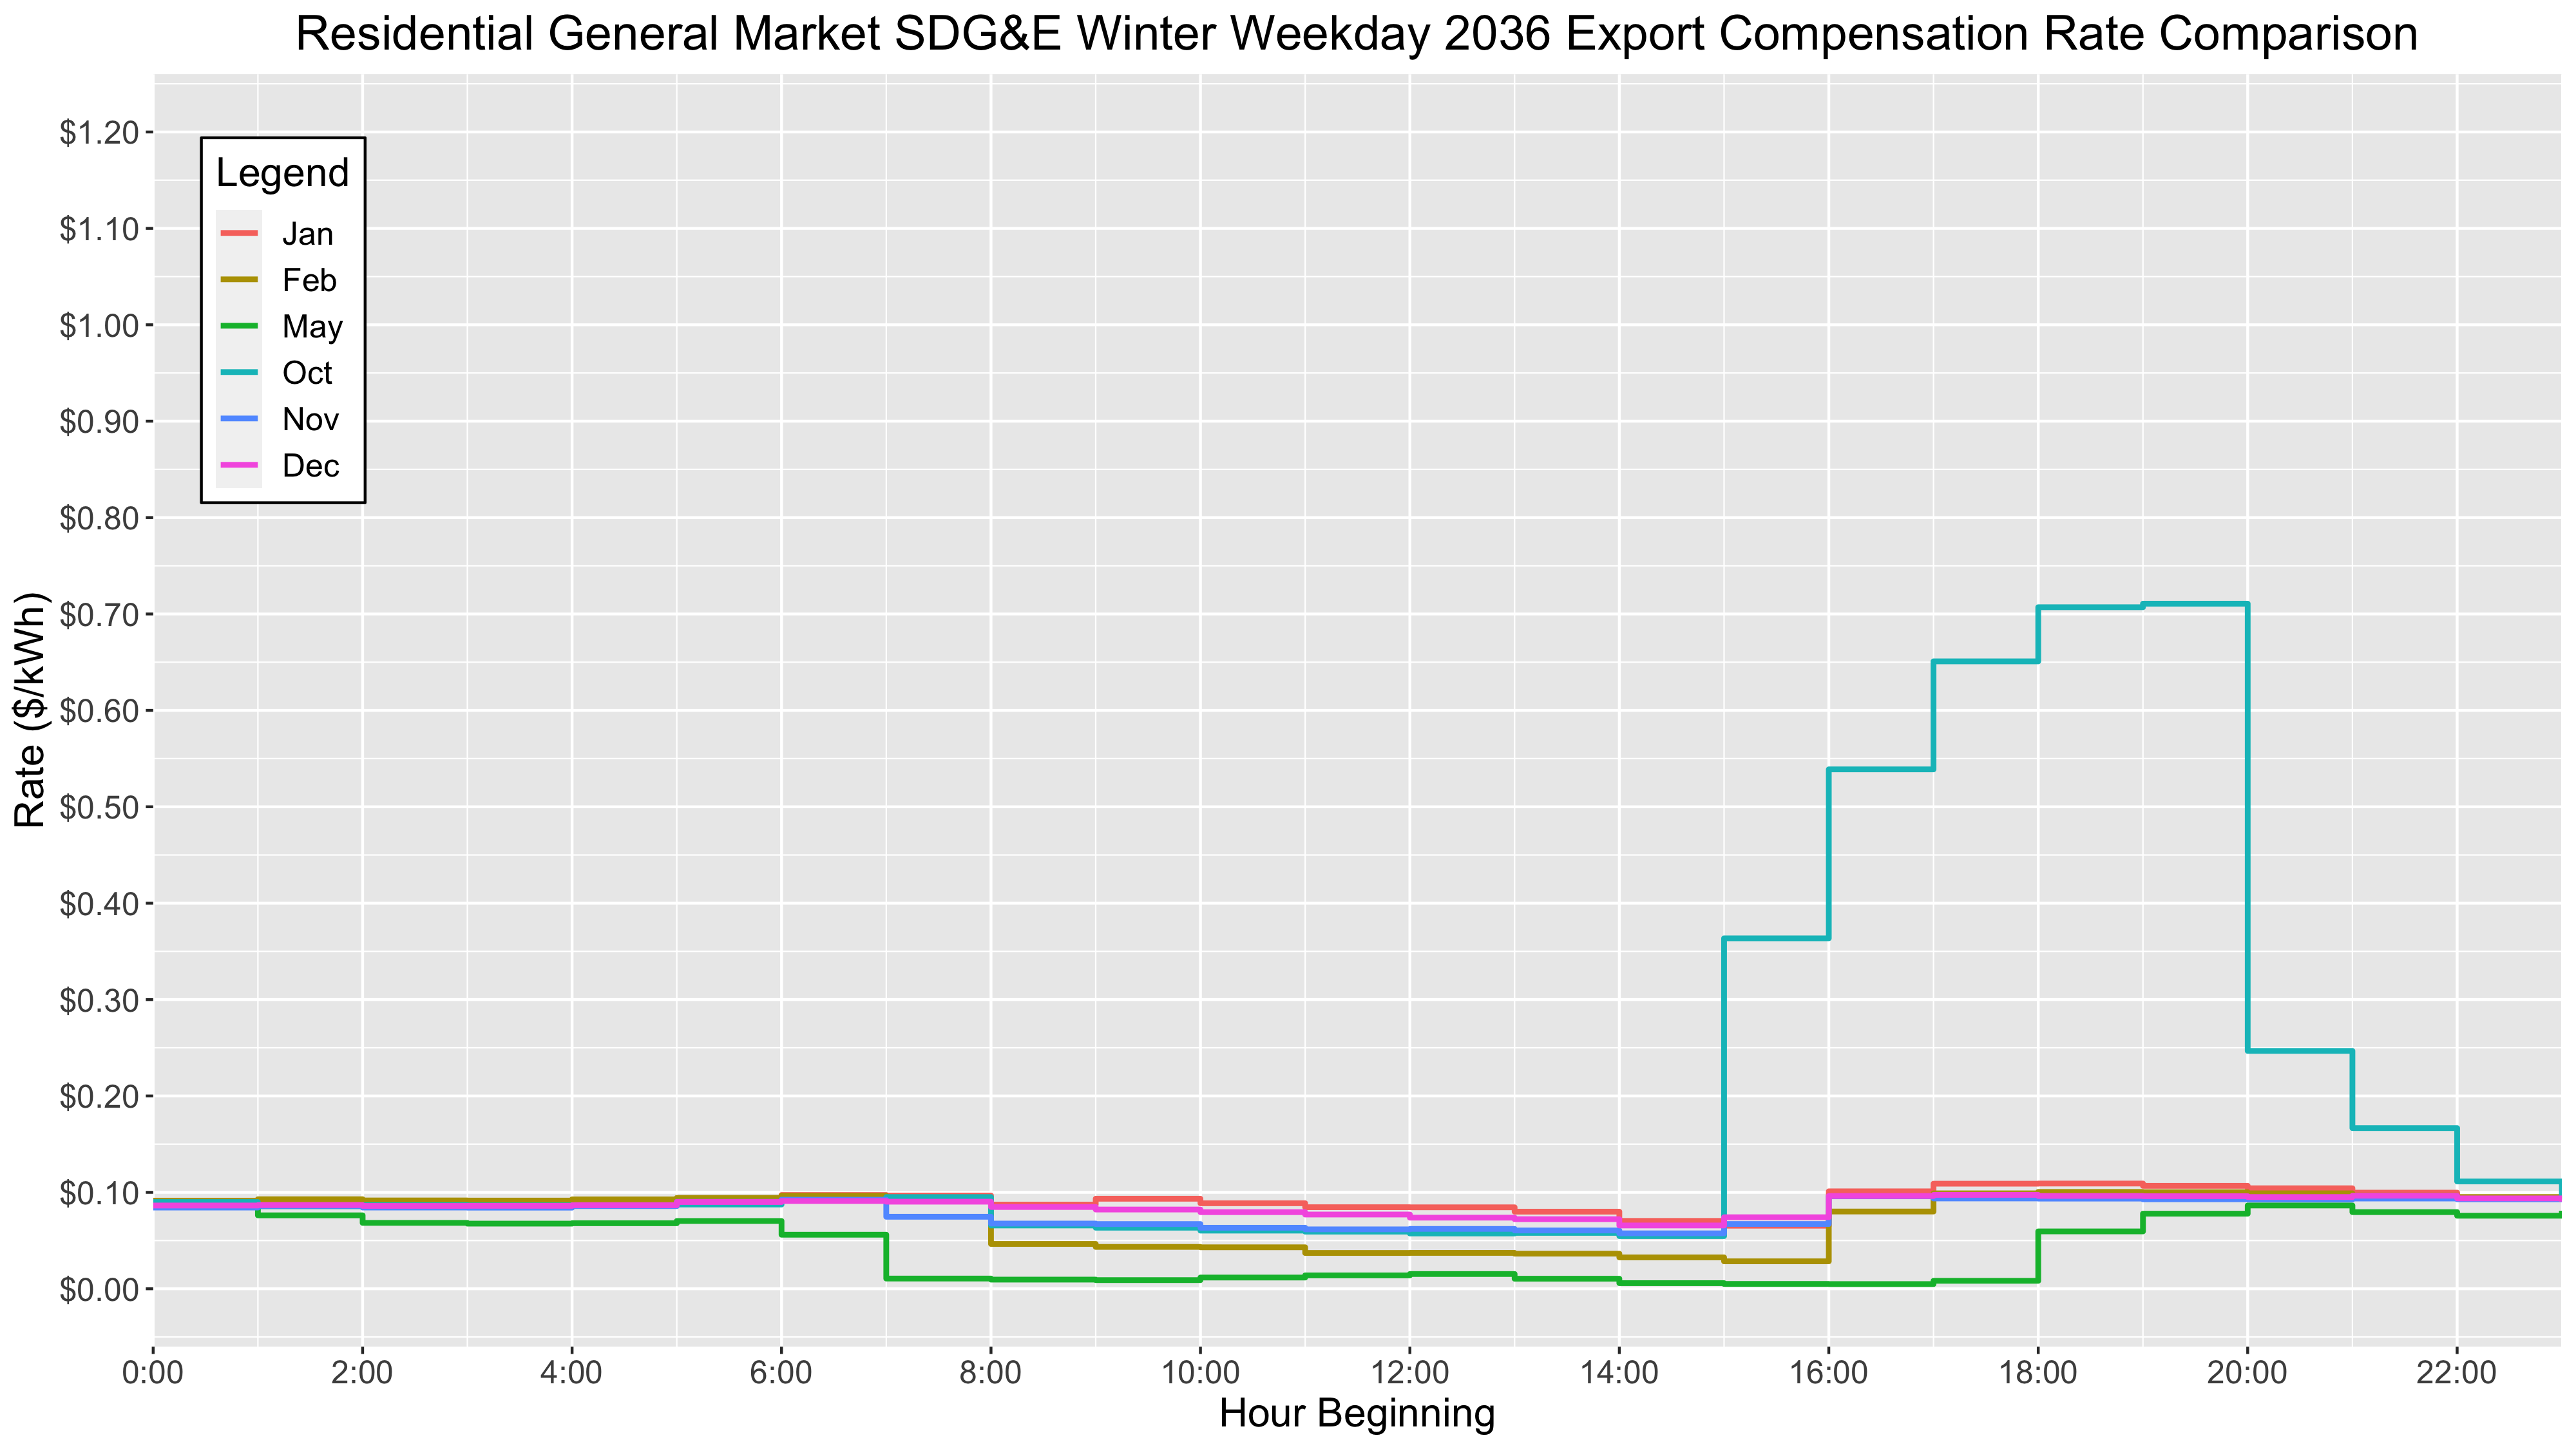 Residential General Market SDG&E Winter Weekday 2036 Export Compensation Rate Comparison
$1.20
$1.10
$1.00
$0.90
$0.80
$0.70
$0.60
$0.50
$0.40
$0.30
$0.20
$0.10
$0.00
Rate ($/kWh)
Legend
Jan
Feb
May
Oct
Nov
Dec
0:00 2:00 4:00 6:00 8:00 10:00 12:00 14:00 16:00 18:00 20:00 22:00
Hour Beginning